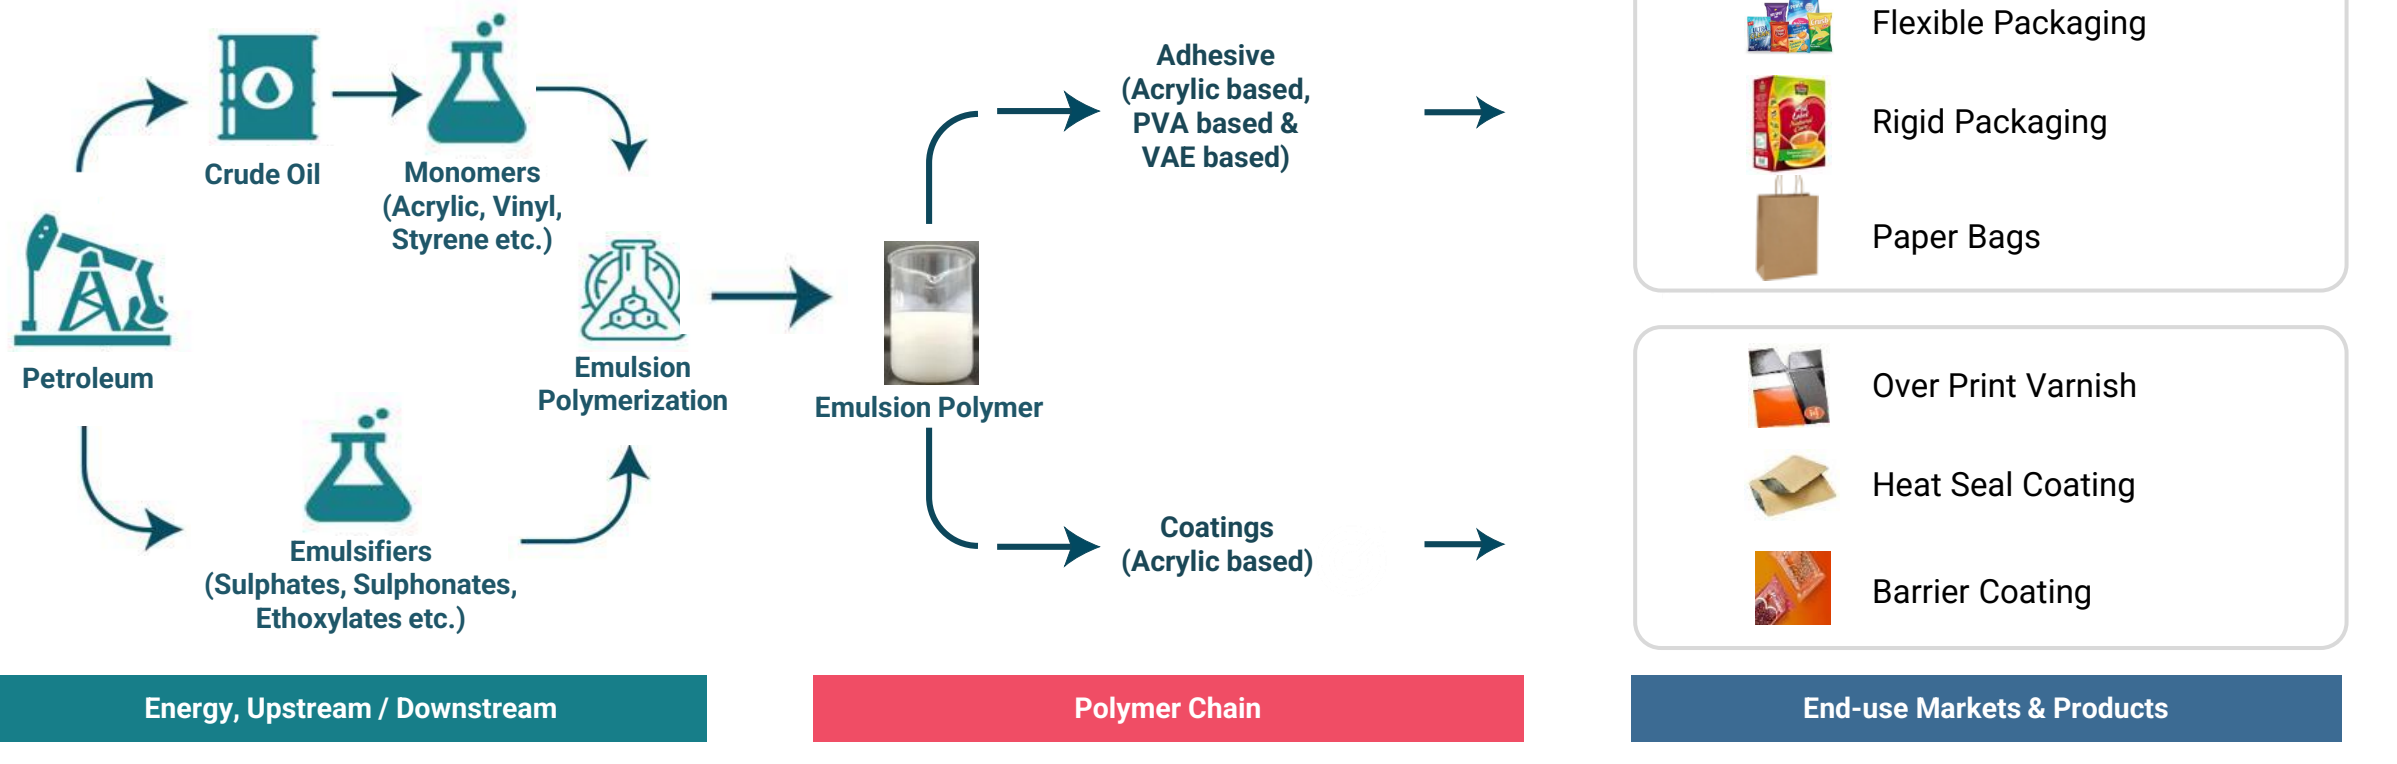 Flexible Packaging
Adhesive
(Acrylic based,
PVA based &
VAE based)
Rigid Packaging
Crude Oil
Monomers
(Acrylic, Vinyl,
Styrene etc.)
Paper Bags
Petroleum
Emulsion
Polymerization
Emulsion Polymer
Over Print Varnish
Heat Seal Coating
Emulsifiers
(Sulphates, Sulphonates,
Ethoxylates etc.)
Coatings
(Acrylic based)
Barrier Coating
Energy, Upstream / Downstream
Polymer Chain
End-use Markets & Products